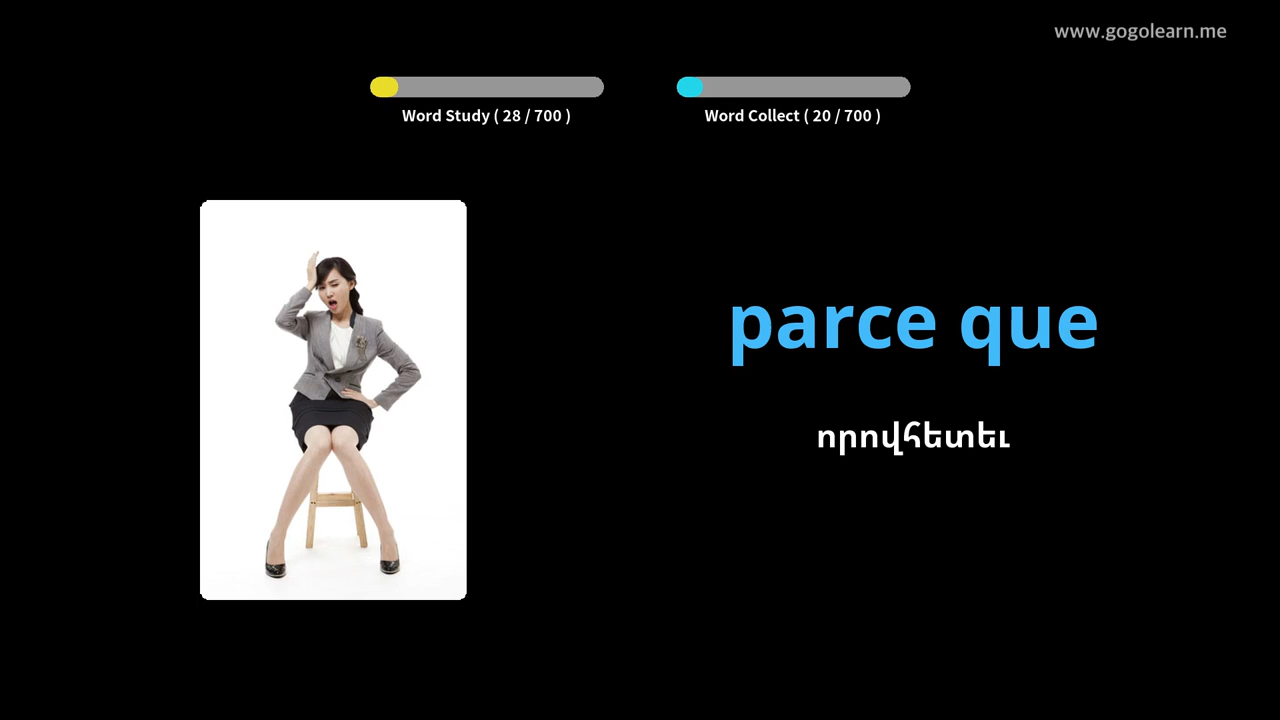 www.gogolearn.me
Word Study ( 28 / 700 )
Word Collect ( 20 / 700 )
parce que
որովհետեւ